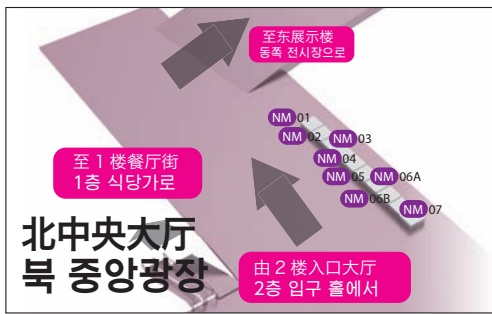 至东展示楼
동쪽 전시장으로
NM 01
NM 02
NM 03
NM 04
NM 05
NM 06A
NM 06B
NM 07
至 1 楼餐厅街
1층 식당가로
北中央大厅
북 중앙광장
由 2 楼入口大厅
2층 입구 홀에서